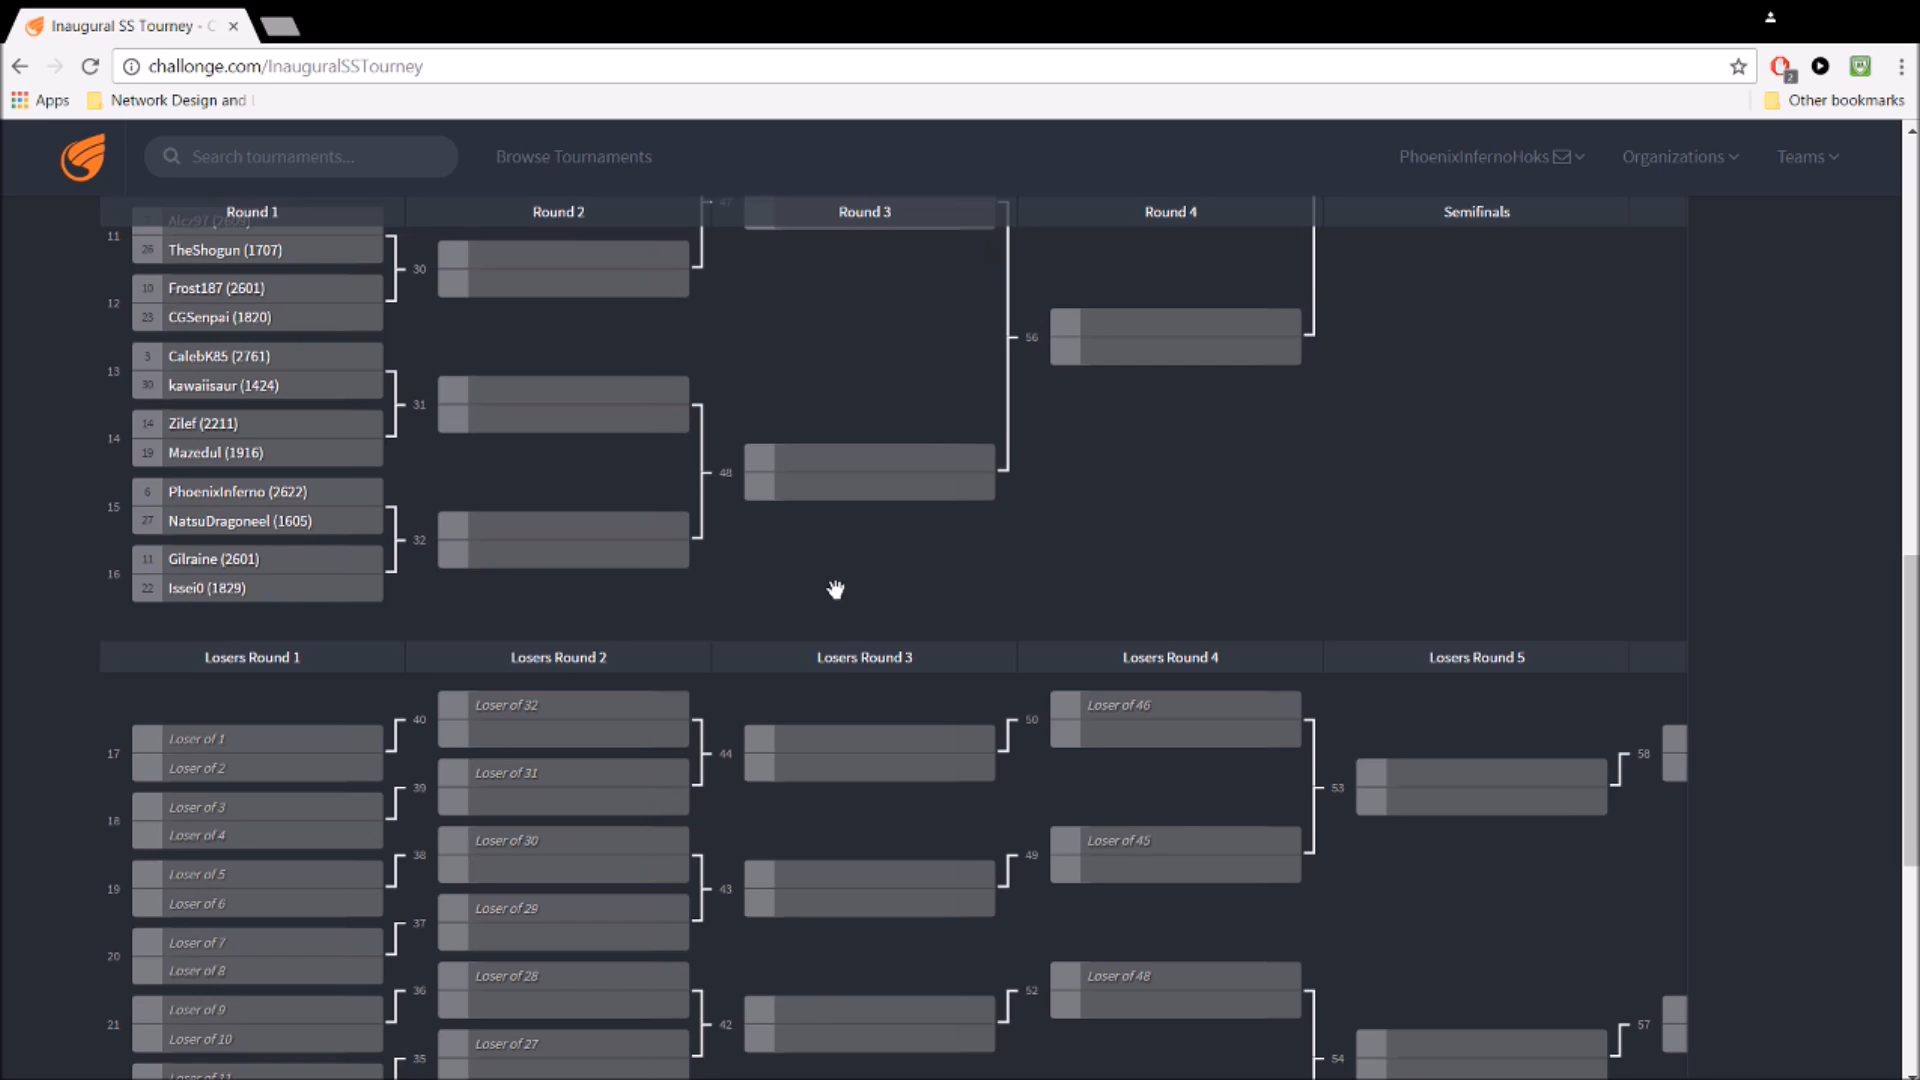 Inaugural SS Tourney - C
challonge.com/InauguralSSTourney
2
Apps
Network Design and
Other bookmarks
Search tournaments...
Browse Tournaments
PhoenixInfernoHoks
Organizations
Teams
Round 1
Round 2
Round 3
Round 4
Semifinals
47
7 Alcz97 (2609)
11
26 TheShogun (1707)
30
10 Frost187 (2601)
12
23 CGSenpai (1820)
56
3 CalebK85 (2761)
13
30 kawaiisaur (1424)
31
14 Zilef (2211)
14
19 Mazedul (1916)
48
6 PhoenixInferno (2622)
15
27 NatsuDragoneel (1605)
32
11 Gilraine (2601)
16
22 Issei0 (1829)
Losers Round 1
Losers Round 2
Losers Round 3
Losers Round 4
Losers Round 5
Loser of 32
Loser of 46
40
50
Loser of 1
17
44
58
Loser of 2
Loser of 31
39
53
Loser of 3
18
Loser of 4
Loser of 30
Loser of 45
38
49
Loser of 5
19
43
Loser of 6
Loser of 29
37
Loser of 7
20
Loser of 8
Loser of 28
Loser of 48
36
52
Loser of 9
21
42
57
Loser of 10
Loser of 27
35
54
Loser of 11